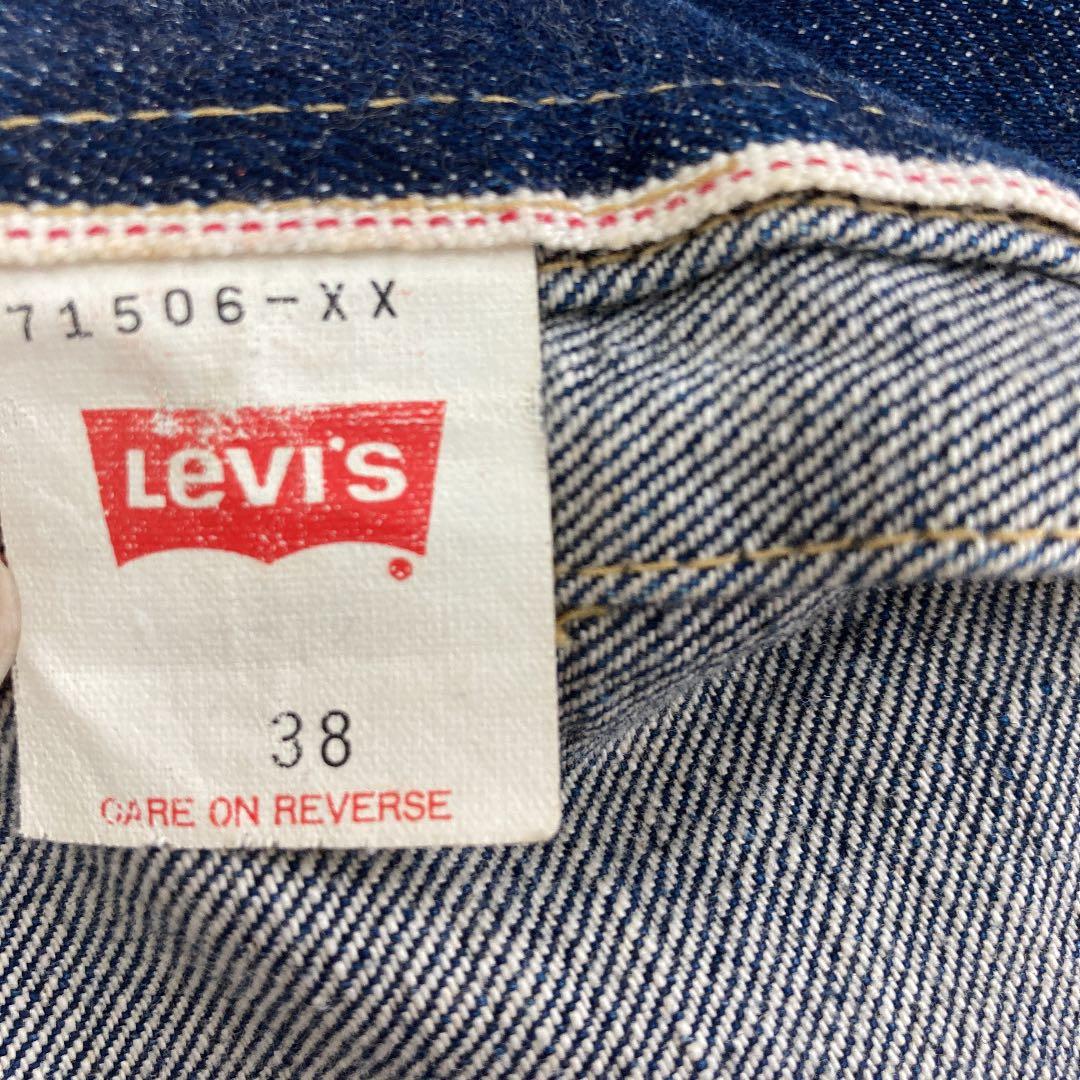 71506-XX
LEVI'S
38
CARE ON REVERSE